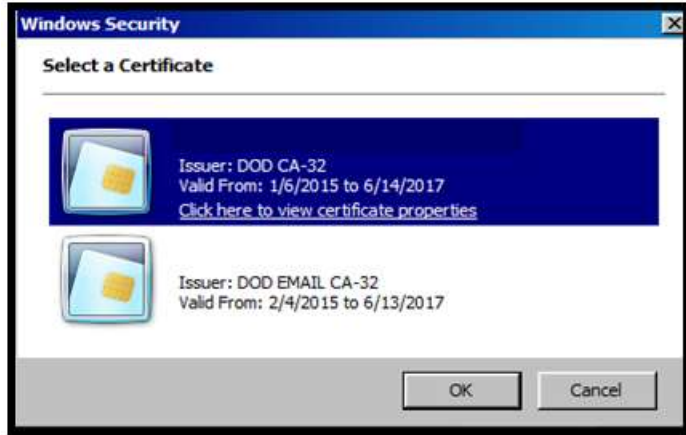 Windows Security
Select a Certificate
Issuer: DOD CA-32
Valid From: 1/6/2015 to 6/14/2017
Click here to view certificate properties
Issuer: DOD EMAIL CA-32
Valid From: 2/4/2015 to 6/13/2017
OK
Cancel